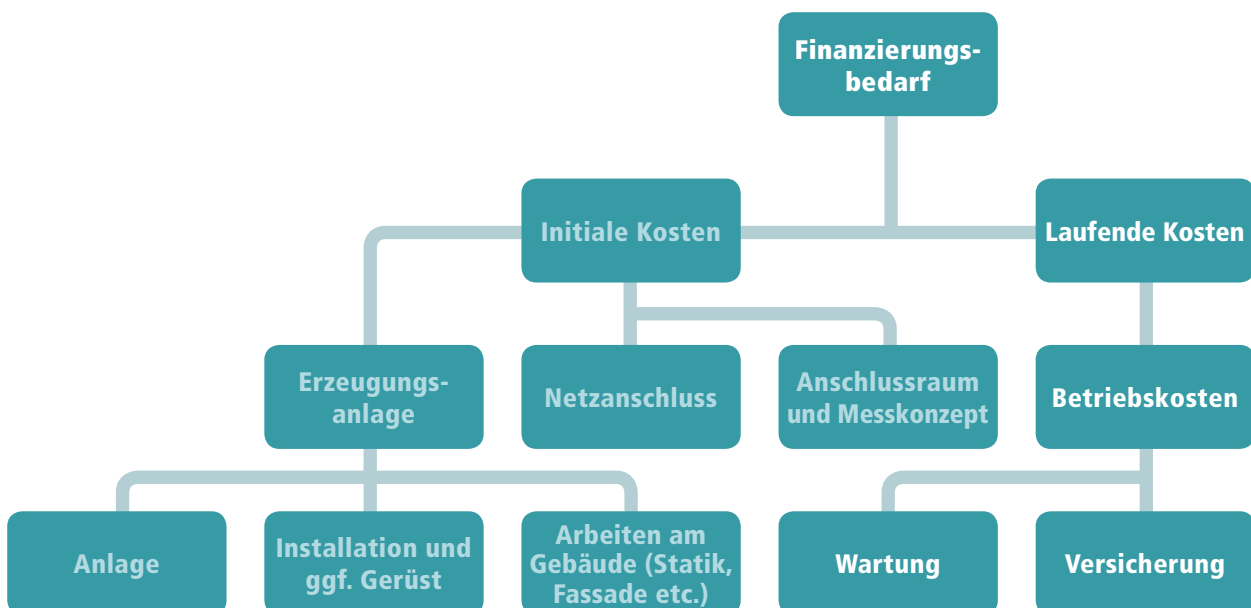 Finanzierungs-
bedarf
Initiale Kosten
Laufende Kosten
Erzeugungs-
anlage
Netzanschluss
Anschlussraum
und Messkonzept
Betriebskosten
Anlage
Installation und
ggf. Gerüst
Arbeiten am
Gebäude (Statik,
Fassade etc.)
Wartung
Versicherung